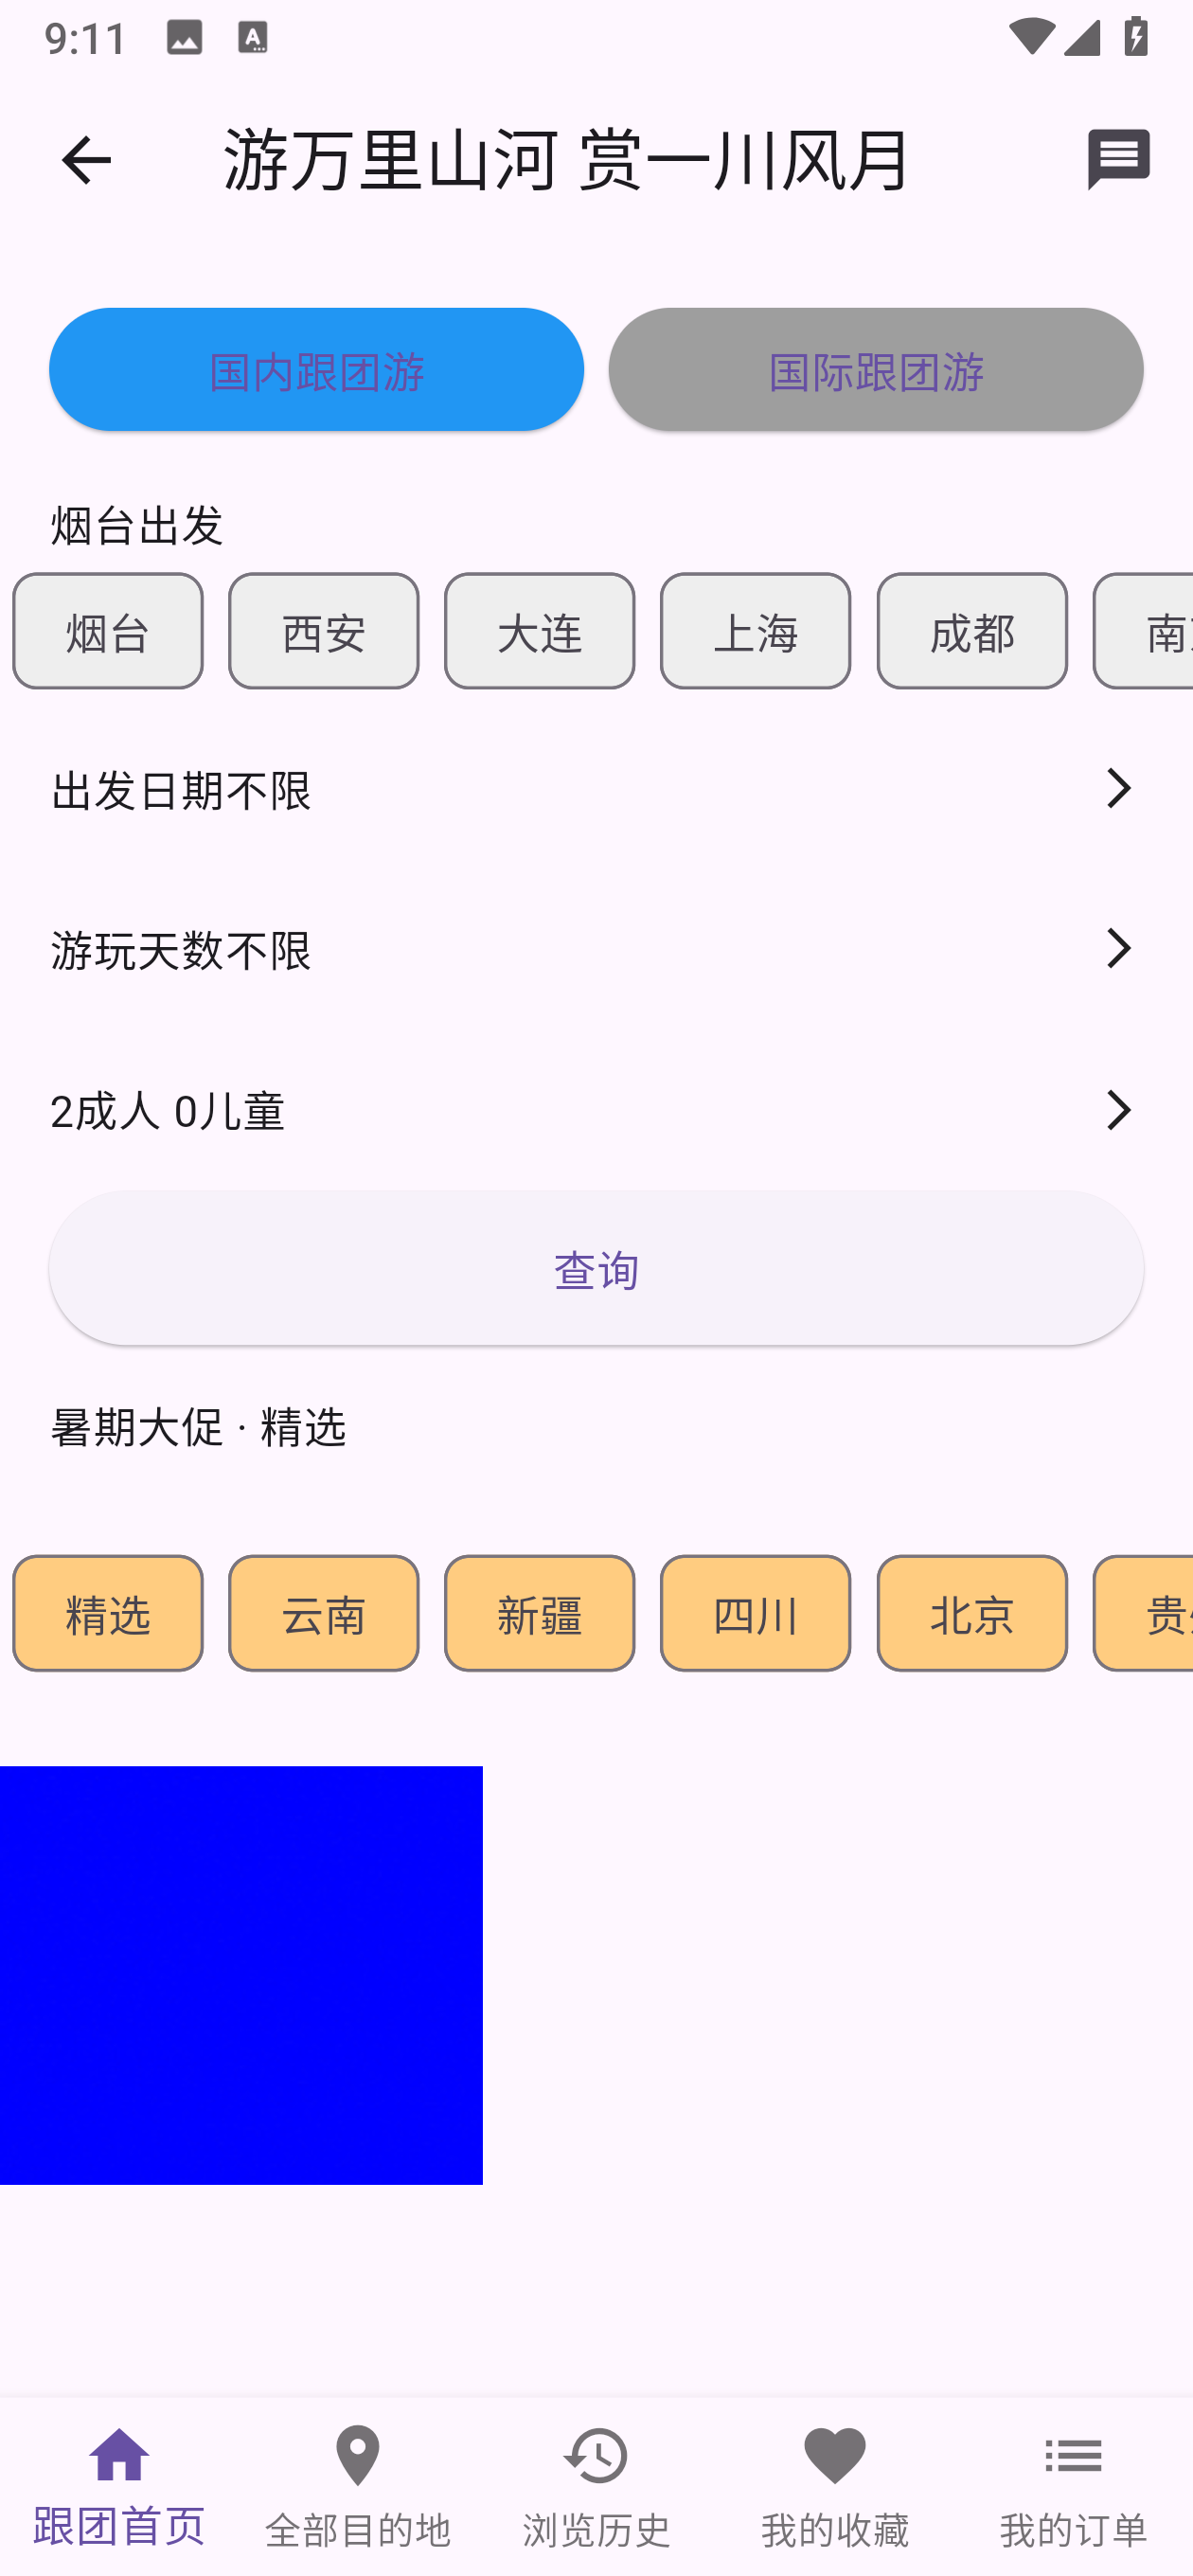 9:11
游万里山河 赏一川风月
国内跟团游 国际跟团游
烟台出发
烟台 西安 大连 上海 成都 南
出发日期不限
游玩天数不限
2成人 0儿童
查询
暑期大促 · 精选
精选 云南 新疆 四川 北京 贵
跟团首页 全部目的地 浏览历史 我的收藏 我的订单